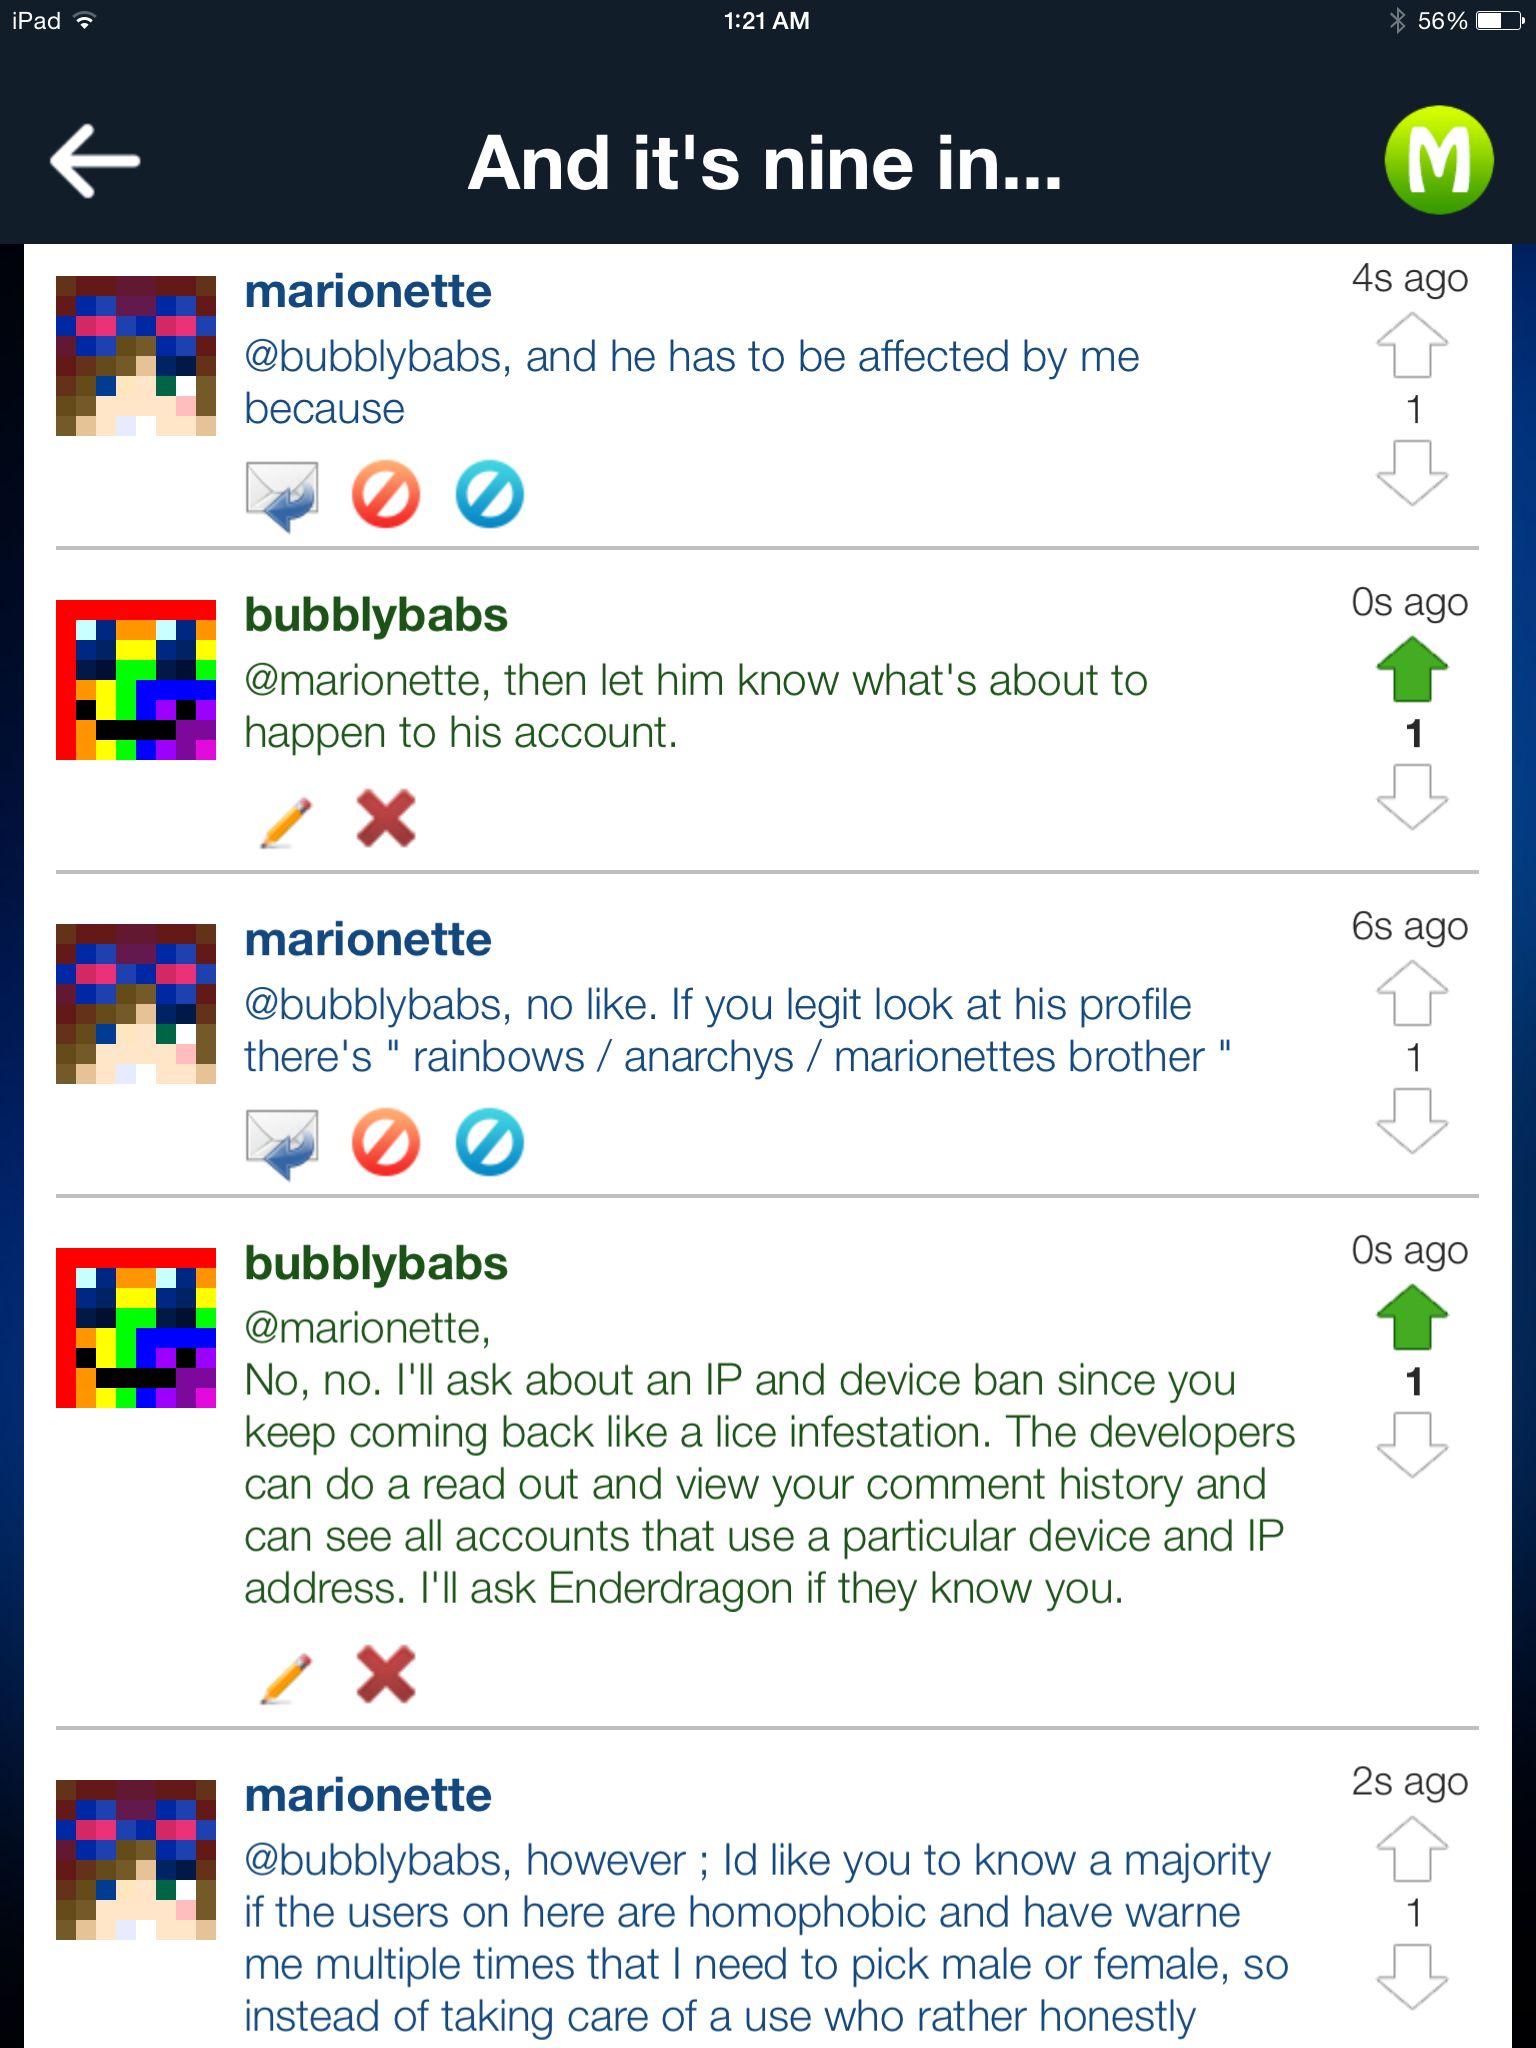 iPad 1:21 AM 56%
And it's nine in...
M
marionette
4s ago
@bubblybabs, and he has to be affected by me
because
1
bubblybabs
0s ago
@marionette, then let him know what's about to
happen to his account.
1
marionette
6s ago
@bubblybabs, no like. If you legit look at his profile
there's " rainbows / anarchys / marionettes brother "
1
bubblybabs
0s ago
@marionette,
No, no. I'll ask about an IP and device ban since you
keep coming back like a lice infestation. The developers
can do a read out and view your comment history and
can see all accounts that use a particular device and IP
address. I'll ask Enderdragon if they know you.
1
marionette
2s ago
@bubblybabs, however ; Id like you to know a majority
if the users on here are homophobic and have warne
me multiple times that I need to pick male or female, so
instead of taking care of a use who rather honestly
1